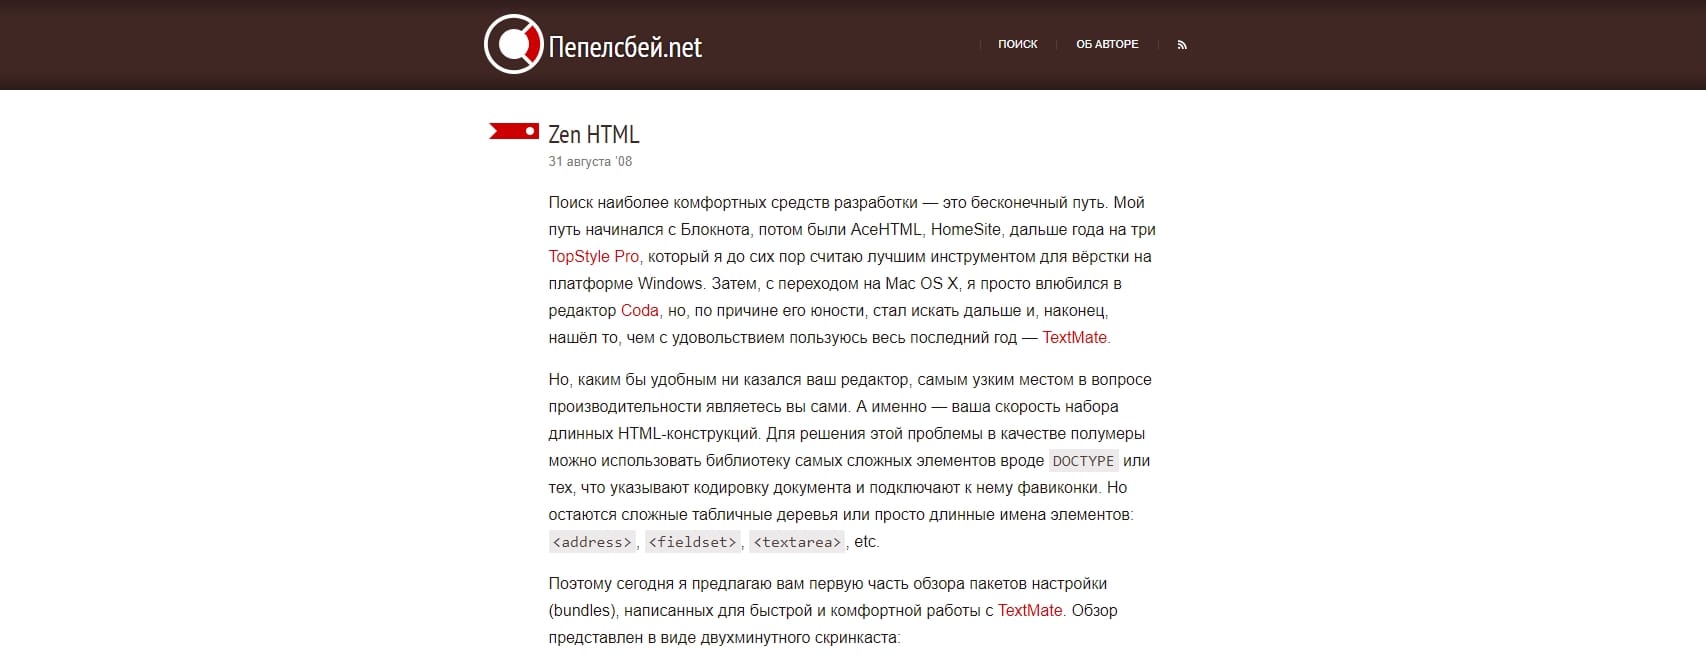 Пепелсбей.net
ПОИСК
ОБ АВТОРЕ
Zen HTML
31 августа ’08
Поиск наиболее комфортных средств разработки — это бесконечный путь. Мой
путь начинался с Блокнота, потом были AceHTML, HomeSite, дальше года на три
TopStyle Pro, который я до сих пор считаю лучшим инструментом для вёрстки на
платформе Windows. Затем, с переходом на Mac OS X, я просто влюбился в
редактор Coda, но, по причине его юности, стал искать дальше и, наконец,
нашёл то, чем с удовольствием пользуюсь весь последний год — TextMate.
Но, каким бы удобным ни казался ваш редактор, самым узким местом в вопросе
производительности являетесь вы сами. А именно — ваша скорость набора
длинных HTML-конструкций. Для решения этой проблемы в качестве полумеры
можно использовать библиотеку самых сложных элементов вроде DOCTYPE или
тех, что указывают кодировку документа и подключают к нему фавиконки. Но
остаются сложные табличные деревья или просто длинные имена элементов:
<address>, <fieldset>, <textarea>, etc.
Поэтому сегодня я предлагаю вам первую часть обзора пакетов настройки
(bundles), написанных для быстрой и комфортной работы с TextMate. Обзор
представлен в виде двухминутного скринкаста: